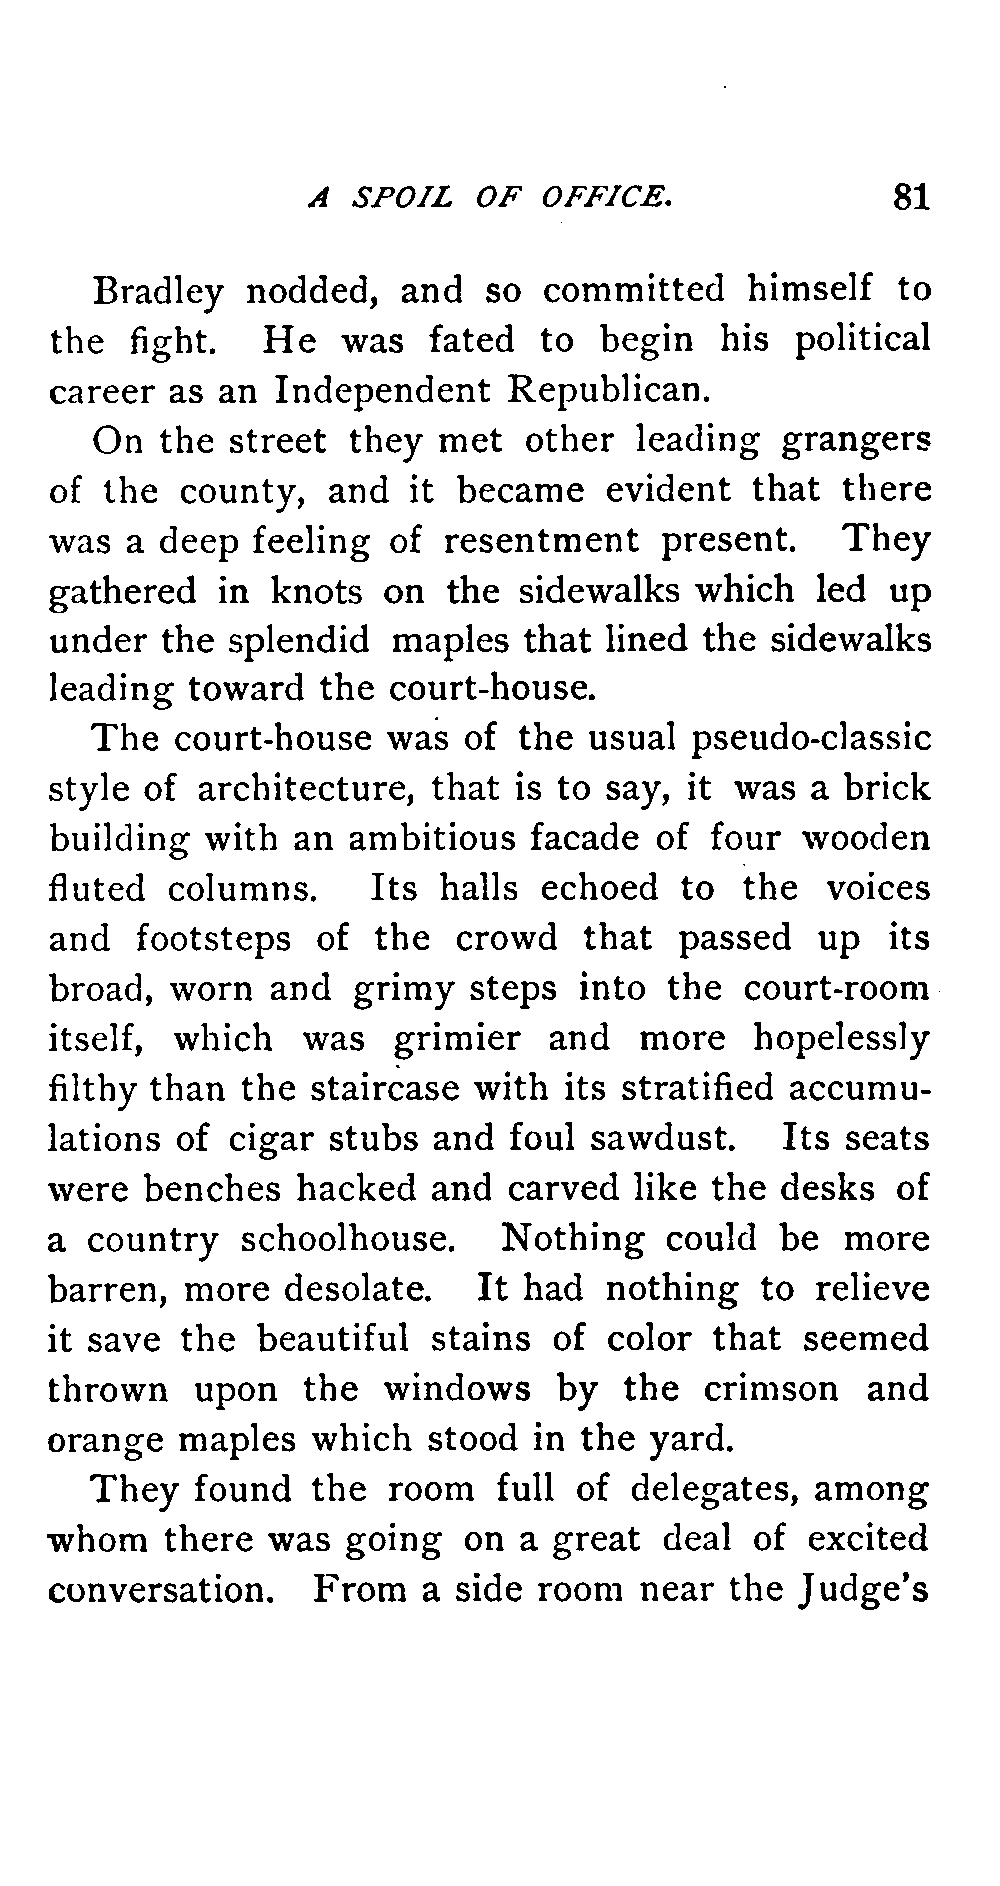 A SPOIL OF OFFICE. 81
Bradley nodded, and so committed himself to
the fight. He was fated to begin his political
career as an Independent Republican.
On the street they met other leading grangers
of the county, and it became evident that there
was a deep feeling of resentment present. They
gathered in knots on the sidewalks which led up
under the splendid maples that lined the sidewalks
leading toward the court-house.
The court-house was of the usual pseudo-classic
style of architecture, that is to say, it was a brick
building with an ambitious facade of four wooden
fluted columns. Its halls echoed to the voices
and footsteps of the crowd that passed up its
broad, worn and grimy steps into the court-room
itself, which was grimier and more hopelessly
filthy than the staircase with its stratified accumu-
lations of cigar stubs and foul sawdust. Its seats
were benches hacked and carved like the desks of
a country schoolhouse. Nothing could be more
barren, more desolate. It had nothing to relieve
it save the beautiful stains of color that seemed
thrown upon the windows by the crimson and
orange maples which stood in the yard.
They found the room full of delegates, among
whom there was going on a great deal of excited
conversation. From a side room near the Judge's